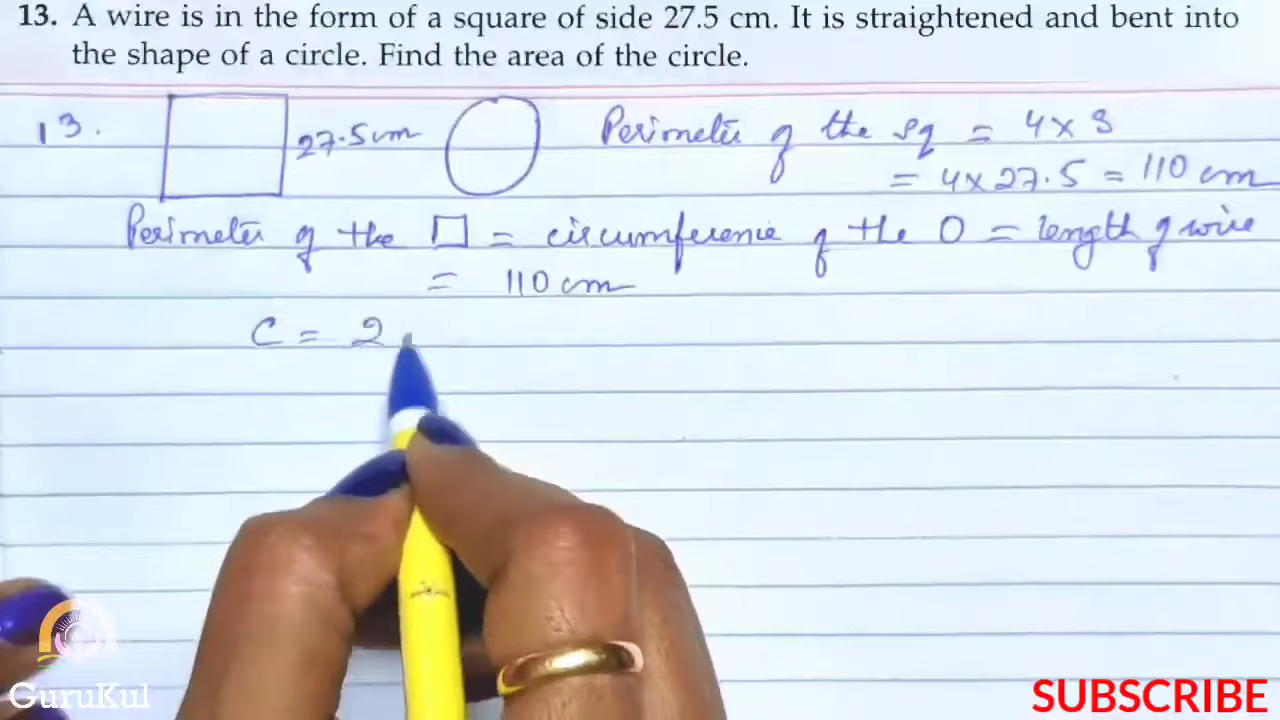 13. A wire is in the form of a square of side 27.5 cm. It is straightened and bent into
the shape of a circle. Find the area of the circle.
13.
27.5 cm
Perimeter of the sq = 4 x S
= 4 x 27.5 = 110 cm
Perimeter of the □ = circumference of the O = length of wire
= 110 cm
C = 2
GuruKul
SUBSCRIBE